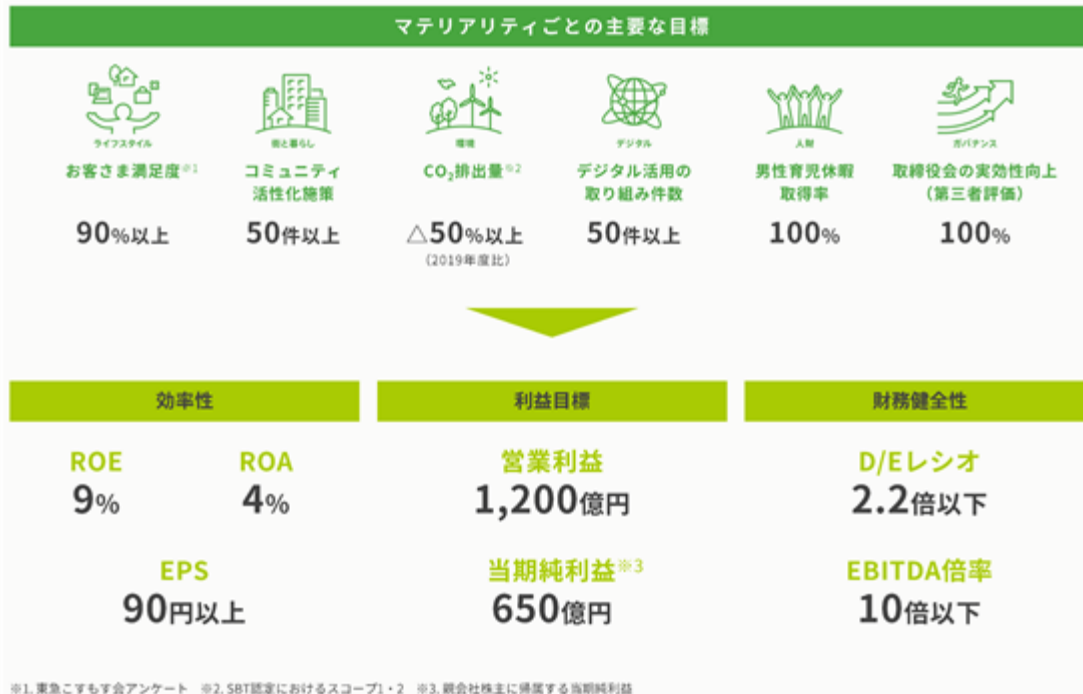 マテリアリティごとの主要な目標
ライフスタイル
お客さま満足度※1
90%以上
街と暮らし
コミュニティ
活性化施策
50件以上
環境
CO₂排出量※2
△50%以上
(2019年度比)
デジタル
デジタル活用の
取り組み件数
50件以上
人財
男性育児休暇
取得率
100%
ガバナンス
取締役会の実効性向上
(第三者評価)
100%
効率性
ROE
9%
ROA
4%
EPS
90円以上
利益目標
営業利益
1,200億円
当期純利益※3
650億円
財務健全性
D/Eレシオ
2.2倍以下
EBITDA倍率
10倍以下
※1. 東急こすもす会アンケート ※2. SBT認定におけるスコープ1・2 ※3. 親会社株主に帰属する当期純利益